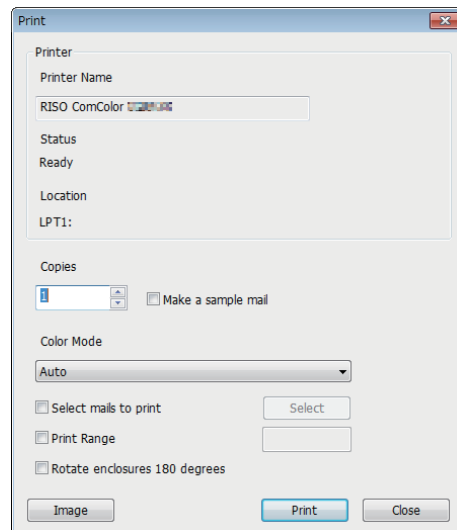 Print
Printer
Printer Name
RISO ComColor
Status
Ready
Location
LPT1:
Copies
1
Make a sample mail
Color Mode
Auto
Select mails to print
Select
Print Range
Rotate enclosures 180 degrees
Image
Print
Close